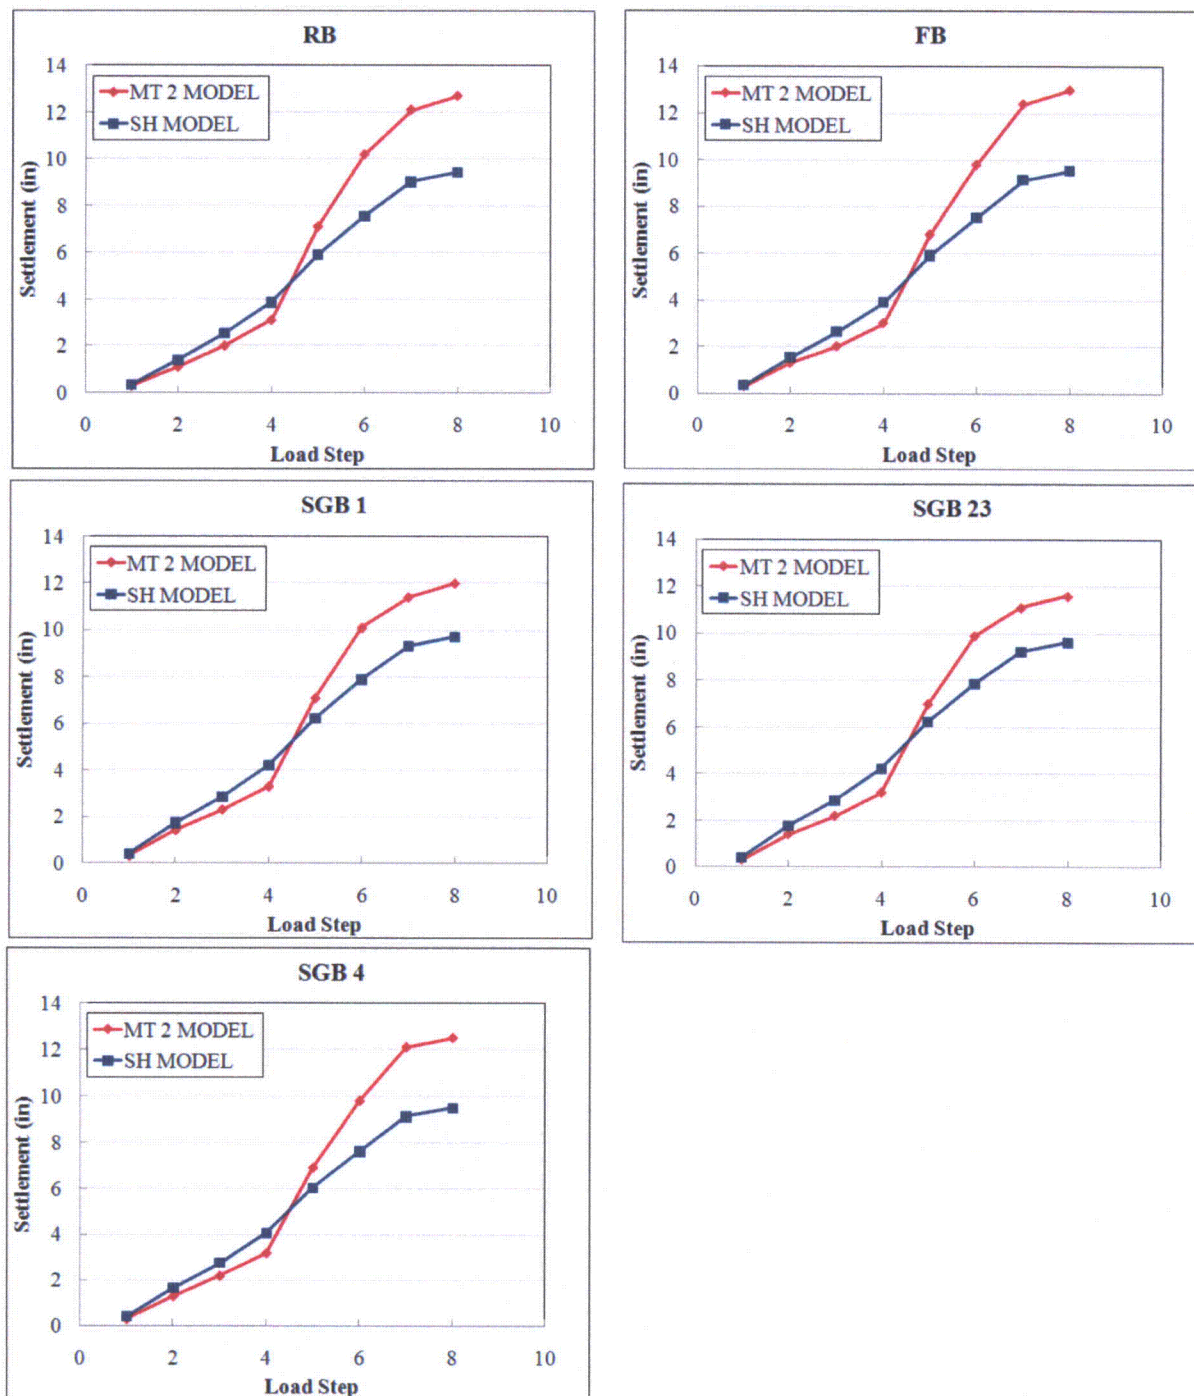 RB
14
12
10
8
6
4
2
0
MT 2 MODEL
SH MODEL
Settlement (in)
0 2 4 6 8 10
Load Step
FB
14
12
10
8
6
4
2
0
MT 2 MODEL
SH MODEL
Settlement (in)
0 2 4 6 8 10
Load Step
SGB 1
14
12
10
8
6
4
2
0
MT 2 MODEL
SH MODEL
Settlement (in)
0 2 4 6 8 10
Load Step
SGB 23
14
12
10
8
6
4
2
0
MT 2 MODEL
SH MODEL
Settlement (in)
0 2 4 6 8 10
Load Step
SGB 4
14
12
10
8
6
4
2
0
MT 2 MODEL
SH MODEL
Settlement (in)
0 2 4 6 8 10
Load Step